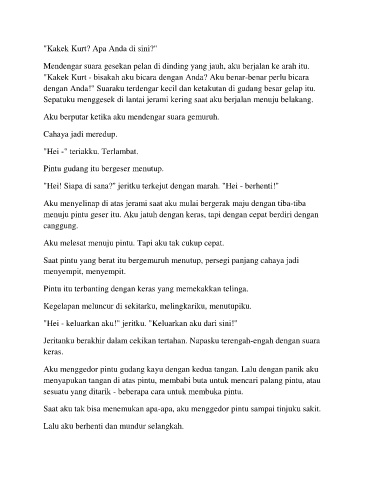 "Kakek Kurt? Apa Anda di sini?"
Mendengar suara gesekan pelan di dinding yang jauh, aku berjalan ke arah itu.
"Kakek Kurt - bisakah aku bicara dengan Anda? Aku benar-benar perlu bicara
dengan Anda!" Suaraku terdengar kecil dan ketakutan di gudang besar gelap itu.
Sepatuku menggesek di lantai jerami kering saat aku berjalan menuju belakang.
Aku berputar ketika aku mendengar suara gemuruh.
Cahaya jadi meredup.
"Hei -" teriakku. Terlambat.
Pintu gudang itu bergeser menutup.
"Hei! Siapa di sana?" jeritku terkejut dengan marah. "Hei - berhenti!"
Aku menyelinap di atas jerami saat aku mulai bergerak maju dengan tiba-tiba
menuju pintu geser itu. Aku jatuh dengan keras, tapi dengan cepat berdiri dengan
canggung.
Aku melesat menuju pintu. Tapi aku tak cukup cepat.
Saat pintu yang berat itu bergemuruh menutup, persegi panjang cahaya jadi
menyempit, menyempit.
Pintu itu terbanting dengan keras yang memekakkan telinga.
Kegelapan meluncur di sekitarku, melingkariku, menutupiku.
"Hei - keluarkan aku!" jeritku. "Keluarkan aku dari sini!"
Jeritanku berakhir dalam cekikan tertahan. Napasku terengah-engah dengan suara
keras.
Aku menggedor pintu gudang kayu dengan kedua tangan. Lalu dengan panik aku
menyapukan tangan di atas pintu, membabi buta untuk mencari palang pintu, atau
sesuatu yang ditarik - beberapa cara untuk membuka pintu.
Saat aku tak bisa menemukan apa-apa, aku menggedor pintu sampai tinjuku sakit.
Lalu aku berhenti dan mundur selangkah.